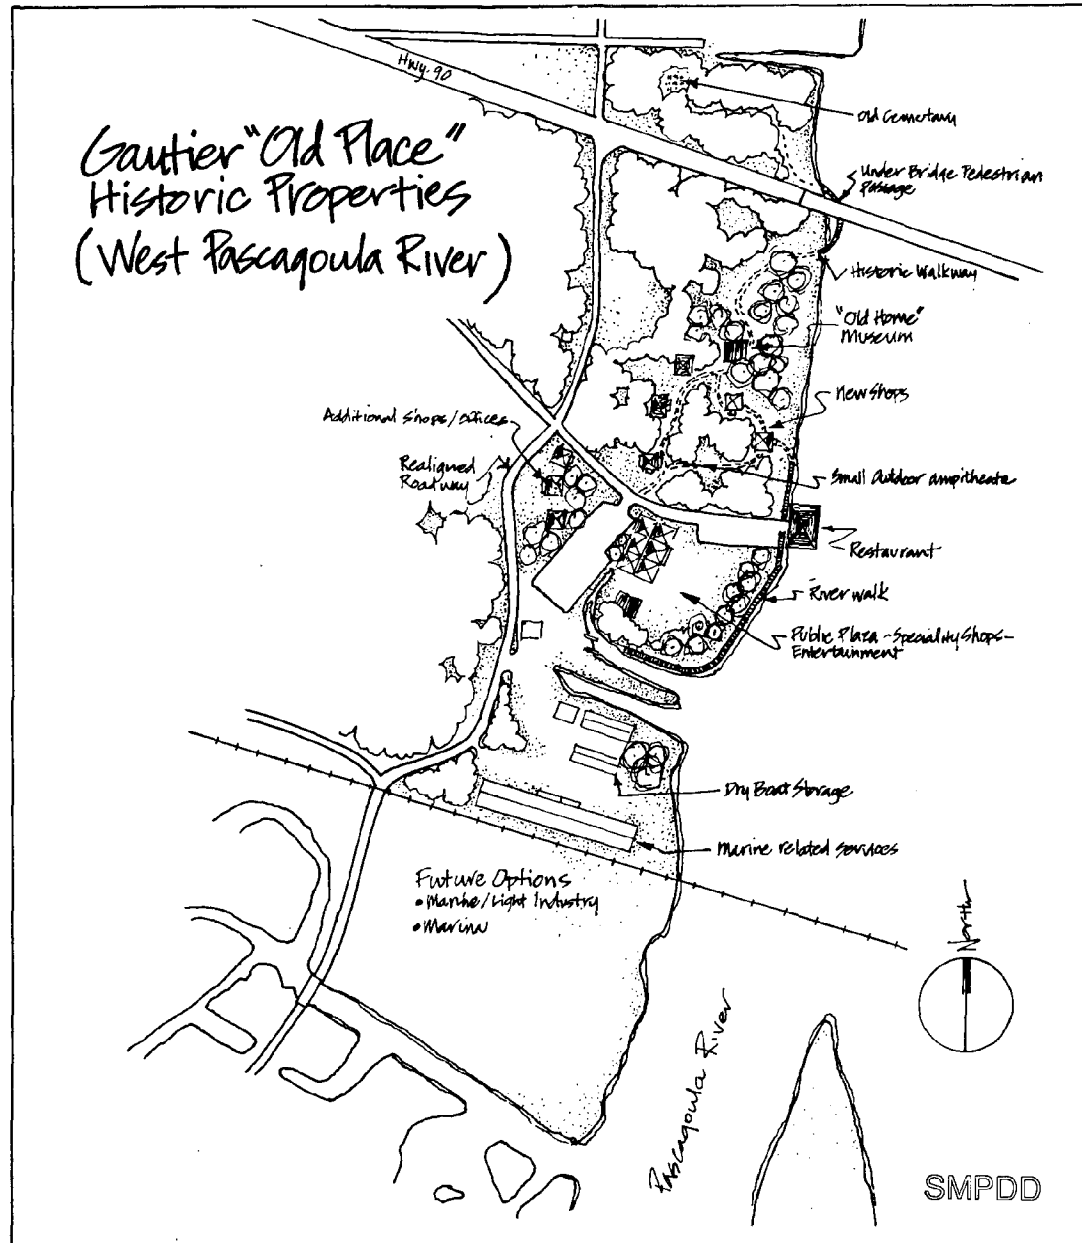 Hwy. 90
Gautier "Old Place"
Historic Properties
(West Pascagoula River)
Old Cemetary
Under Bridge Pedestrian
Passage
Historic Walkway
"Old Home"
Museum
New Shops
Additional Shops/Offices
Realigned
Roadway
Small Outdoor ampitheate
Restaurant
River walk
Public Plaza - Speciality Shops -
Entertainment
Dry Boat Storage
Marine related services
Future Options
• Marine/Light Industry
• Marina
North
Pascagoula River
SMPDD